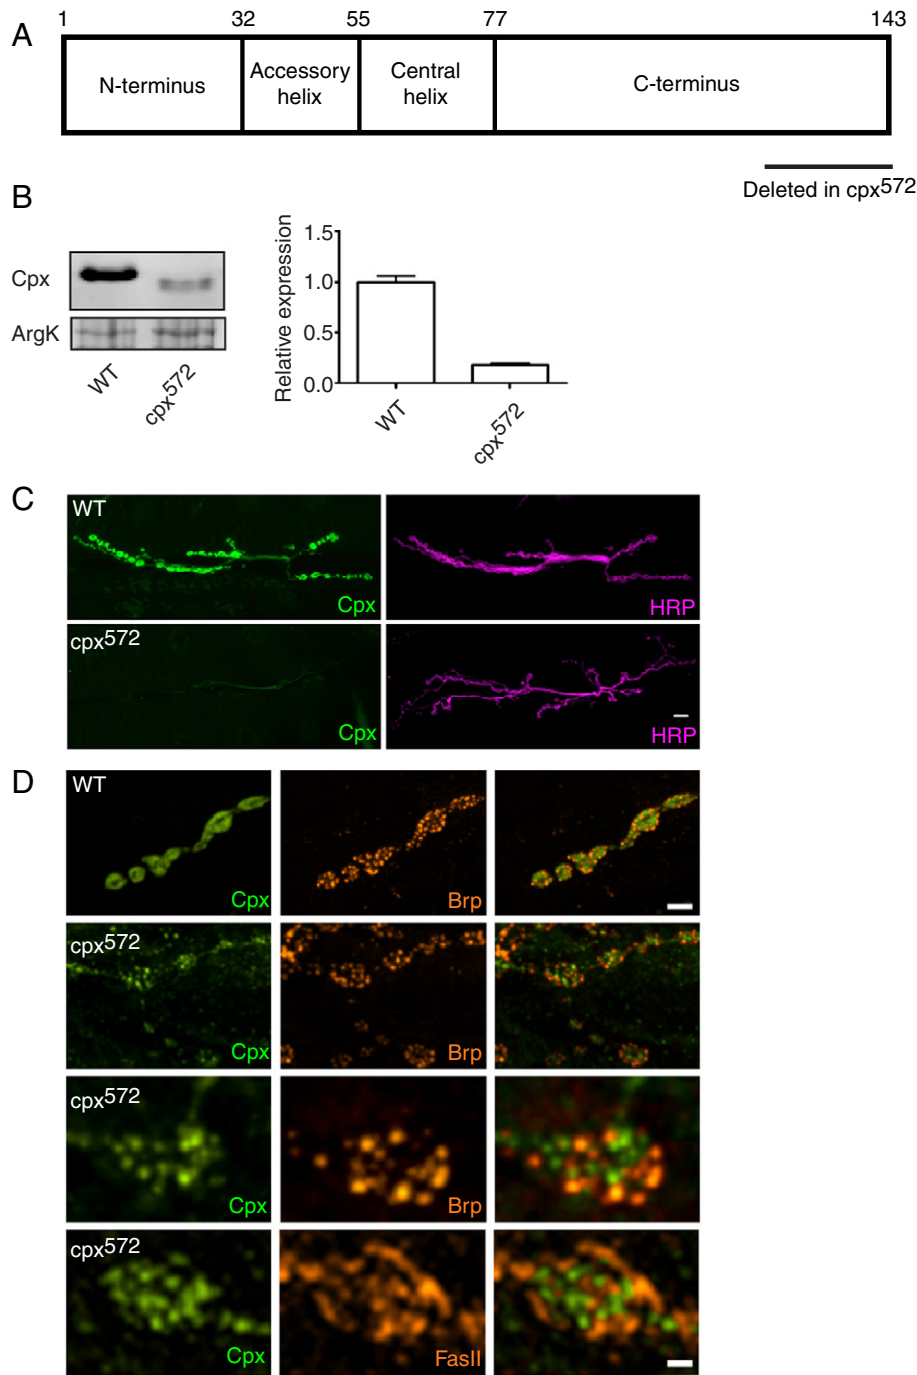 A
1 32 55 77 143
N-terminus
Accessory helix
Central helix
C-terminus
Deleted in cpx572
B
Cpx
ArgK
WT
cpx572
Relative expression
1.5
1.0
0.5
0.0
WT
cpx572
C
WT
Cpx
HRP
cpx572
Cpx
HRP
D
WT
Cpx
Brp
cpx572
Cpx
Brp
cpx572
Cpx
Brp
cpx572
Cpx
FasII